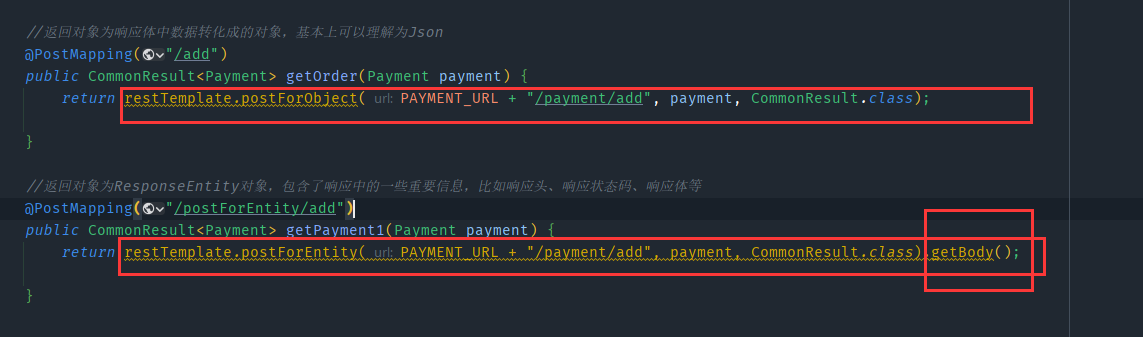 //返回对象为响应体中数据转化成的对象，基本上可以理解为Json
@PostMapping("/add")
public CommonResult<Payment> getOrder(Payment payment) {
return restTemplate.postForObject( url: PAYMENT_URL + "/payment/add", payment, CommonResult.class);
}
//返回对象为ResponseEntity对象，包含了响应中的一些重要信息，比如响应头、响应状态码、响应体等
@PostMapping("/postForEntity/add")
public CommonResult<Payment> getPayment1(Payment payment) {
return restTemplate.postForEntity( url: PAYMENT_URL + "/payment/add", payment, CommonResult.class).getBody();
}